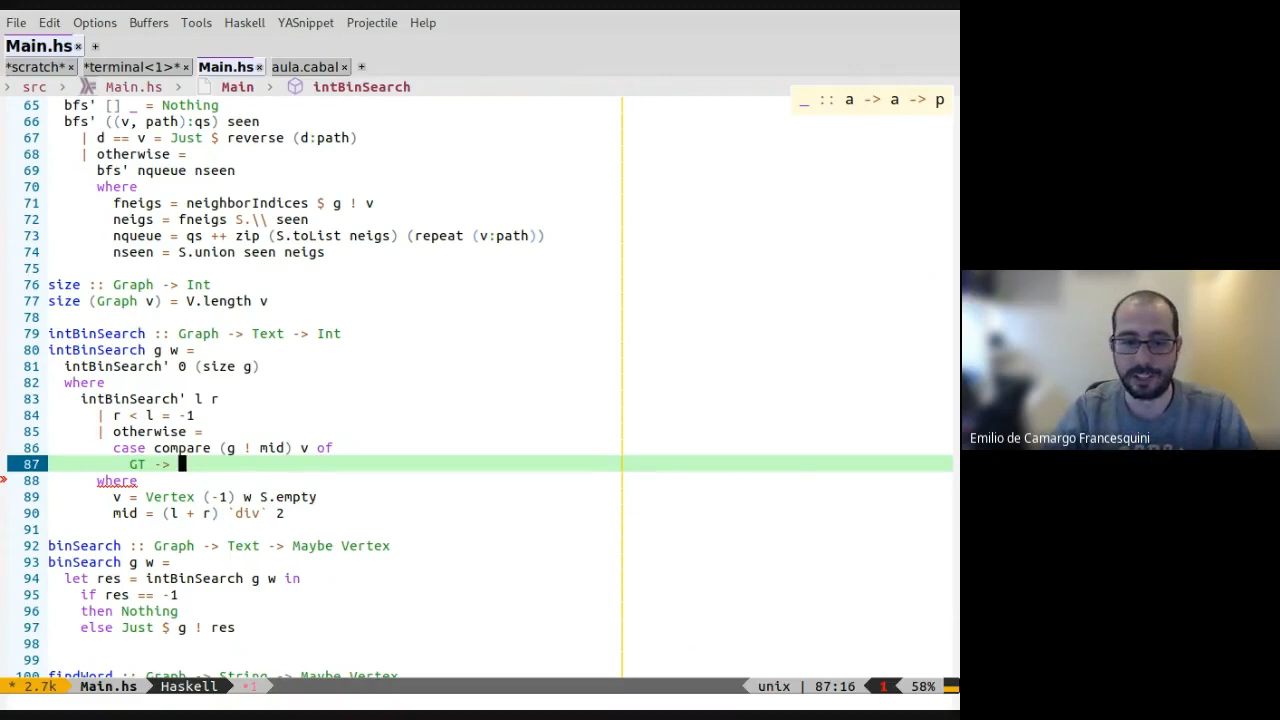 File Edit Options Buffers Tools Haskell YASnippet Projectile Help
Main.hs × +
*scratch* × *terminal<1>* × Main.hs × aula.cabal × +
> src > Main.hs > Main > intBinSearch
_ :: a -> a -> p
65 bfs' [] _ = Nothing
66 bfs' ((v, path):qs) seen
67 | d == v = Just $ reverse (d:path)
68 | otherwise =
69 bfs' nqueue nseen
70 where
71 fneigs = neighborIndices $ g ! v
72 neigs = fneigs S.\\ seen
73 nqueue = qs ++ zip (S.toList neigs) (repeat (v:path))
74 nseen = S.union seen neigs
75
76 size :: Graph -> Int
77 size (Graph v) = V.length v
78
79 intBinSearch :: Graph -> Text -> Int
80 intBinSearch g w =
81 intBinSearch' 0 (size g)
82 where
83 intBinSearch' l r
84 | r < l = -1
85 | otherwise =
86 case compare (g ! mid) v of
87 GT ->
88 where
89 v = Vertex (-1) w S.empty
90 mid = (l + r) `div` 2
91
92 binSearch :: Graph -> Text -> Maybe Vertex
93 binSearch g w =
94 let res = intBinSearch g w in
95 if res == -1
96 then Nothing
97 else Just $ g ! res
98
99
100 findWord :: Graph -> String -> Maybe Vertex
* 2.7k Main.hs Haskell •1 unix | 87:16 1 58%
Emilio de Camargo Francesquini